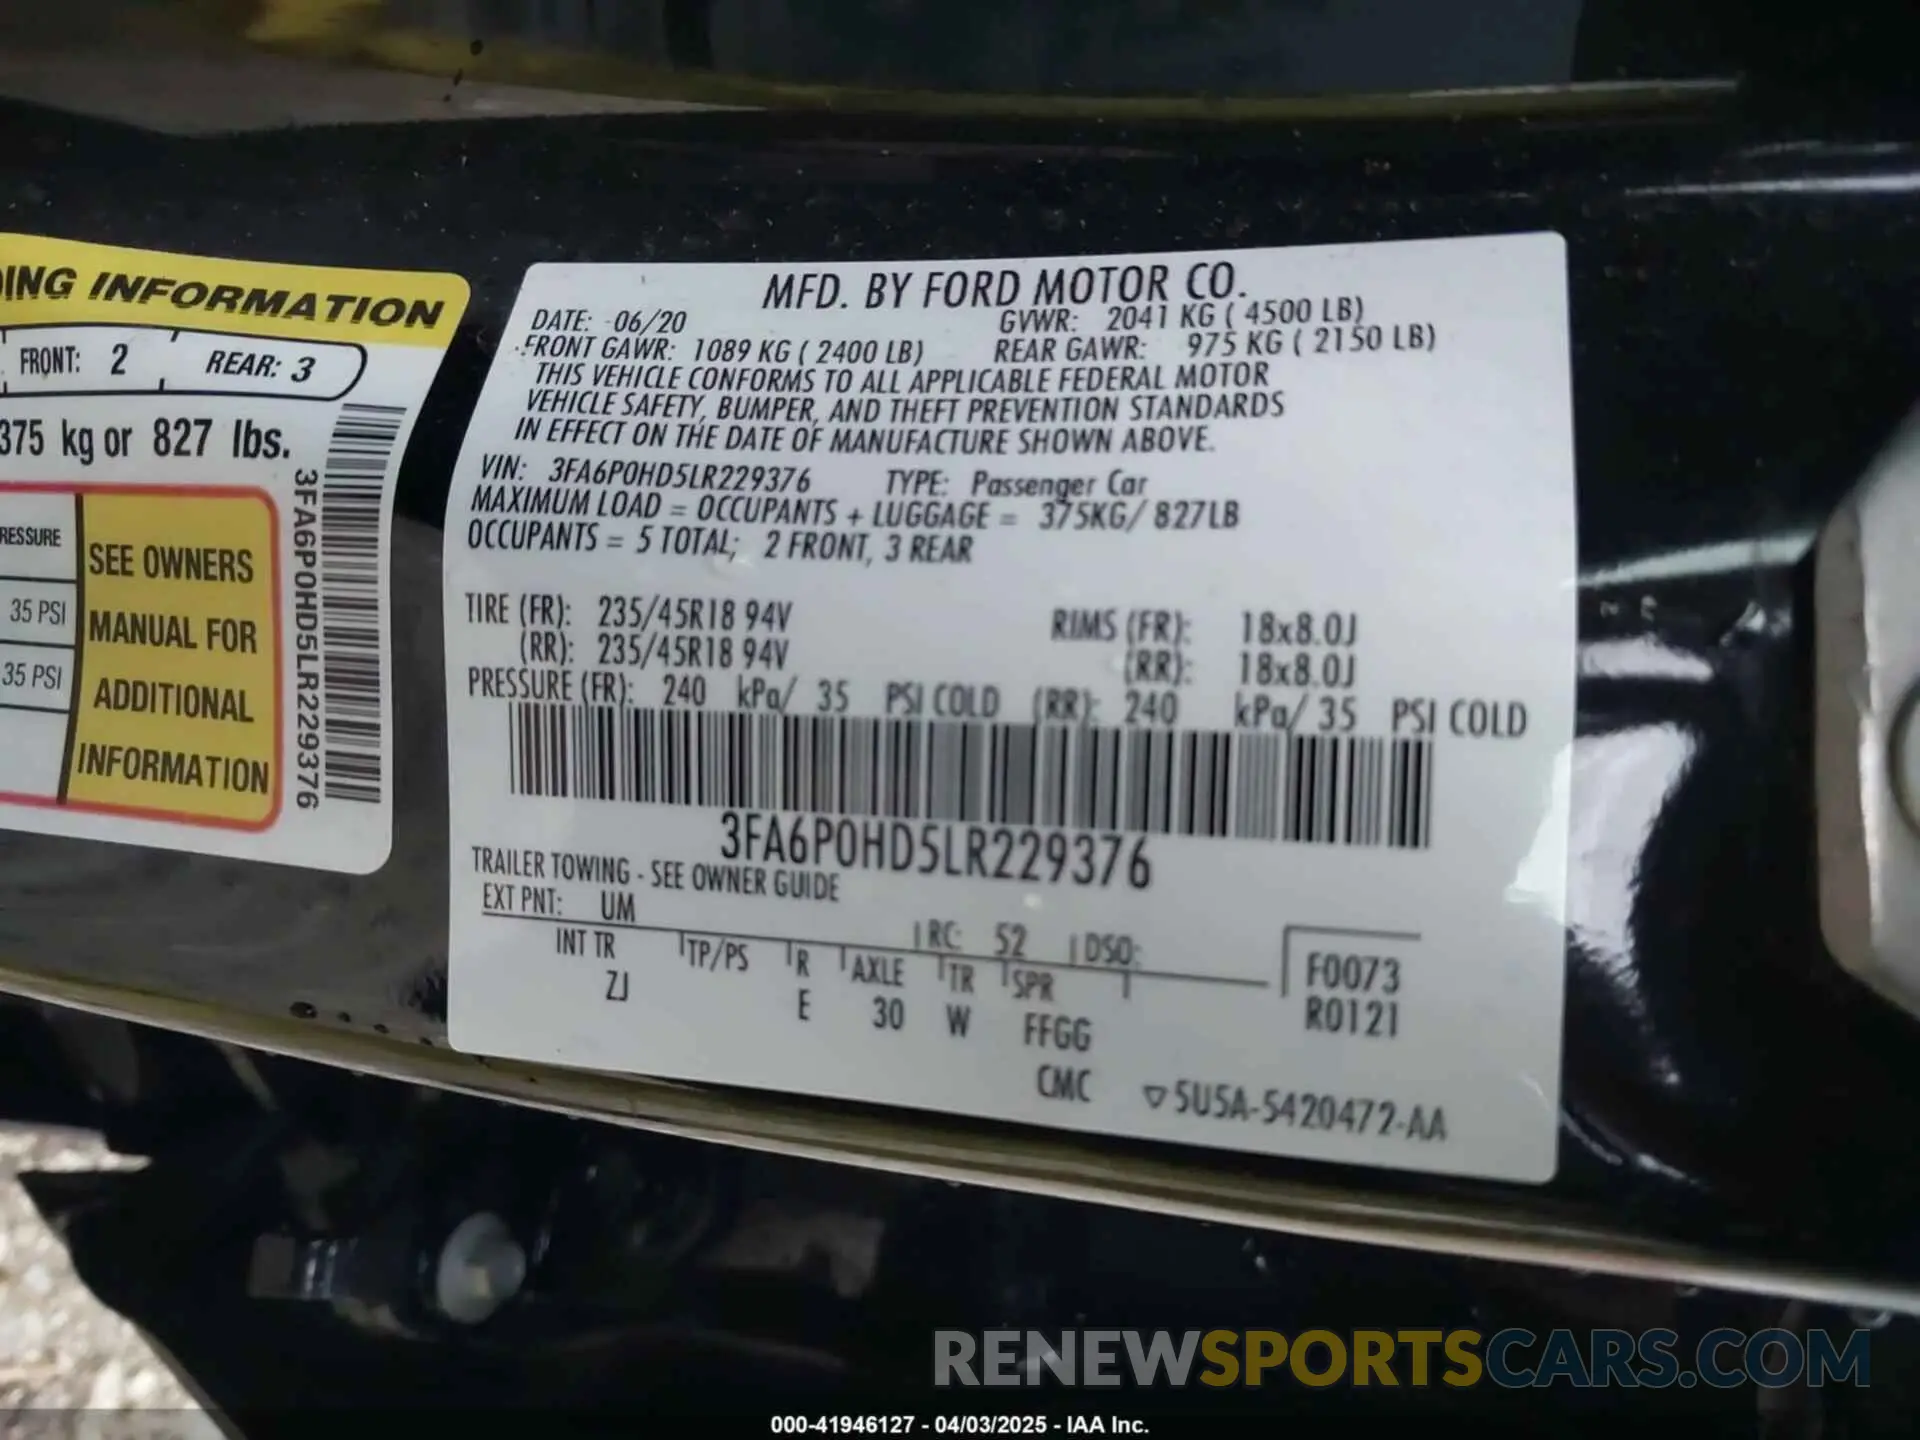 ING INFORMATION
FRONT: 2 REAR: 3
375 kg or 827 lbs.
RESSURE
35 PSI
35 PSI
SEE OWNERS
MANUAL FOR
ADDITIONAL
INFORMATION
3FA6P0HD5LR229376
MFD. BY FORD MOTOR CO.
DATE: 06/20 GVWR: 2041 KG ( 4500 LB)
FRONT GAWR: 1089 KG ( 2400 LB) REAR GAWR: 975 KG ( 2150 LB)
THIS VEHICLE CONFORMS TO ALL APPLICABLE FEDERAL MOTOR
VEHICLE SAFETY, BUMPER, AND THEFT PREVENTION STANDARDS
IN EFFECT ON THE DATE OF MANUFACTURE SHOWN ABOVE.
VIN: 3FA6P0HD5LR229376 TYPE: Passenger Car
MAXIMUM LOAD = OCCUPANTS + LUGGAGE = 375KG/ 827LB
OCCUPANTS = 5 TOTAL; 2 FRONT, 3 REAR
TIRE (FR): 235/45R18 94V RIMS (FR): 18x8.0J
(RR): 235/45R18 94V (RR): 18x8.0J
PRESSURE (FR): 240 kPa/ 35 PSI COLD (RR): 240 kPa/ 35 PSI COLD
3FA6P0HD5LR229376
TRAILER TOWING - SEE OWNER GUIDE
EXT PNT: UM RC: 52 DSO:
INT TR TP/PS R AXLE TR SPR
ZJ E 30 W FFGG
F0073
R0121
CMC ▽5U5A-5420472-AA
RENEWSPORTSCARS.COM
000-41946127 - 04/03/2025 - IAA Inc.